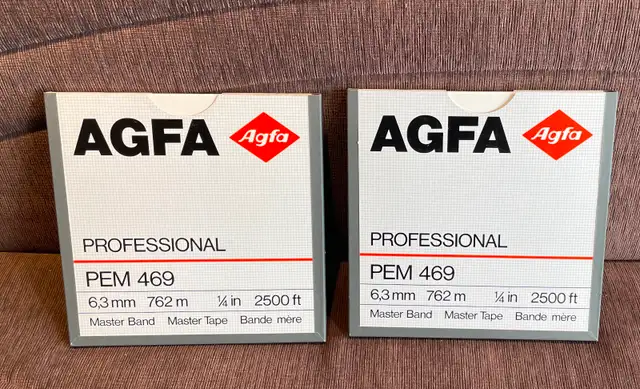 AGFA Agfa
PROFESSIONAL
PEM 469
6,3 mm 762 m ¼ in 2500 ft
Master Band Master Tape Bande mère
AGFA Agfa
PROFESSIONAL
PEM 469
6,3 mm 762 m ¼ in 2500 ft
Master Band Master Tape Bande mère